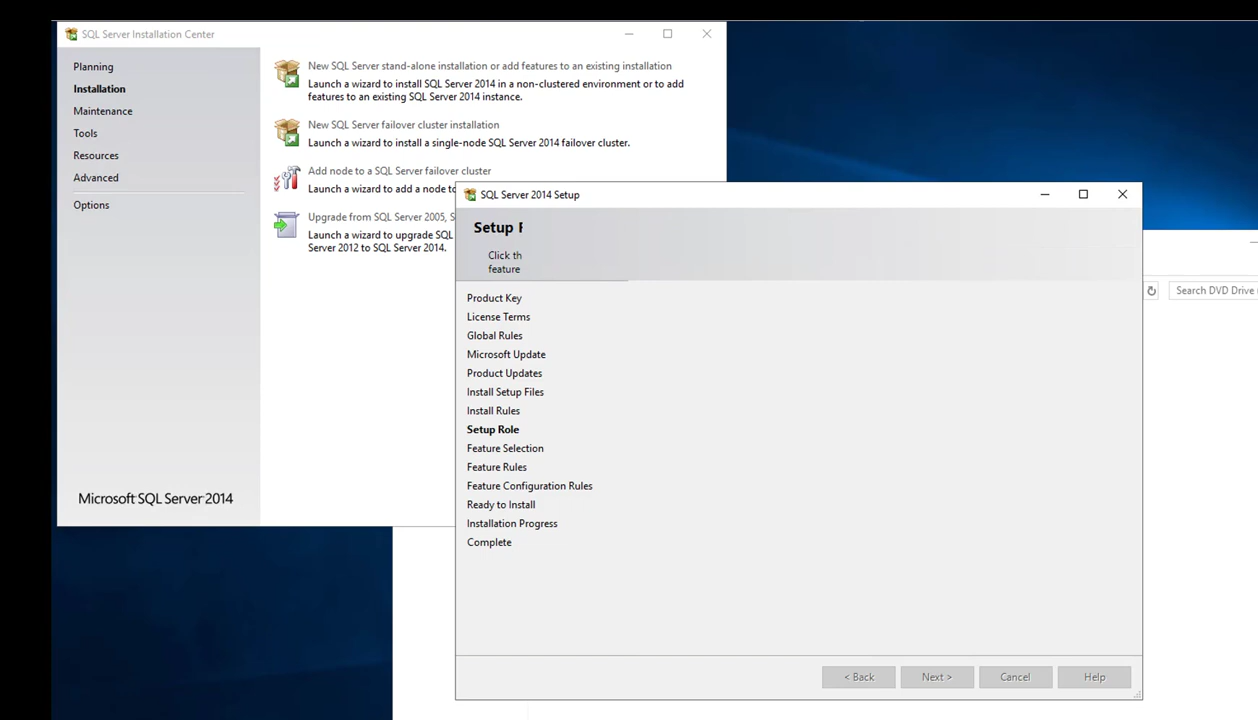 SQL Server Installation Center
Planning
Installation
Maintenance
Tools
Resources
Advanced
Options
Microsoft SQL Server 2014
New SQL Server stand-alone installation or add features to an existing installation
Launch a wizard to install SQL Server 2014 in a non-clustered environment or to add
features to an existing SQL Server 2014 instance.
New SQL Server failover cluster installation
Launch a wizard to install a single-node SQL Server 2014 failover cluster.
Add node to a SQL Server failover cluster
Launch a wizard to add a node to
Upgrade from SQL Server 2005, S
Launch a wizard to upgrade SQL
Server 2012 to SQL Server 2014.
SQL Server 2014 Setup
Setup
Click th
feature
Product Key
License Terms
Global Rules
Microsoft Update
Product Updates
Install Setup Files
Install Rules
Setup Role
Feature Selection
Feature Rules
Feature Configuration Rules
Ready to Install
Installation Progress
Complete
< Back
Next >
Cancel
Help
Search DVD Drive